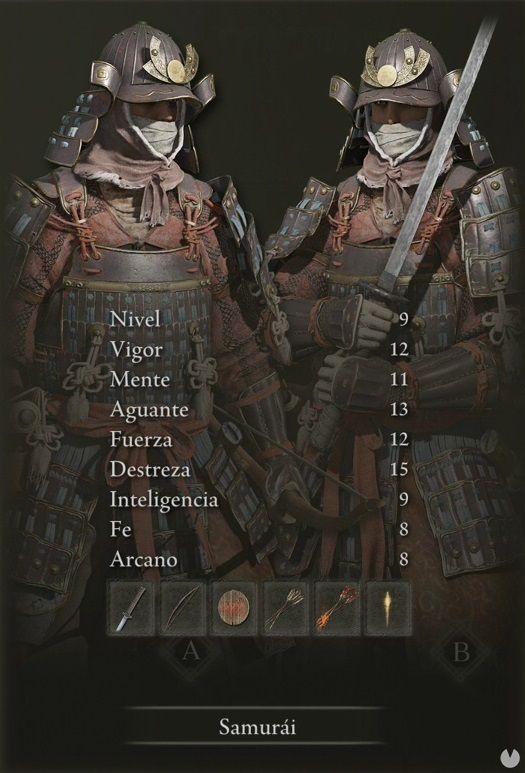 Nivel 9
Vigor 12
Mente 11
Aguante 13
Fuerza 12
Destreza 15
Inteligencia 9
Fe 8
Arcano 8
A B
Samurái